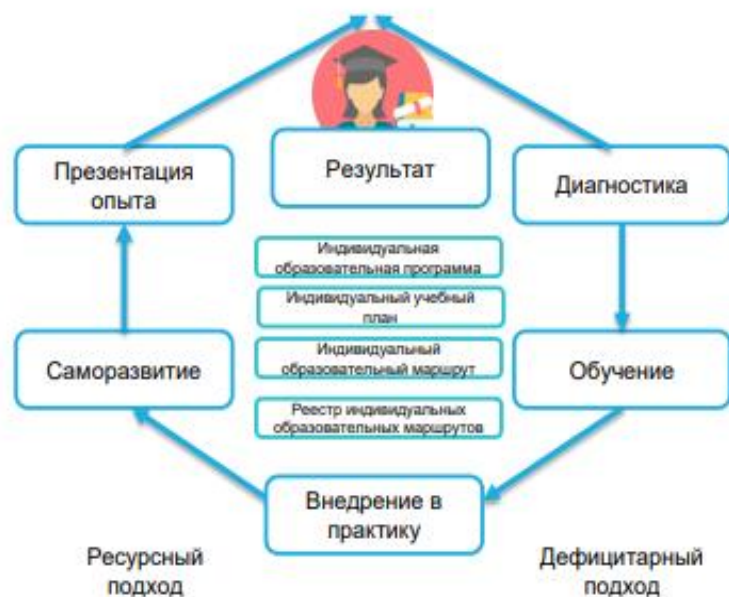 Результат
Презентация
опыта
Диагностика
Индивидуальная
образовательная программа
Индивидуальный учебный
план
Индивидуальный
образовательный маршрут
Саморазвитие
Обучение
Реестр индивидуальных
образовательных маршрутов
Внедрение в
практику
Ресурсный
подход
Дефицитарный
подход